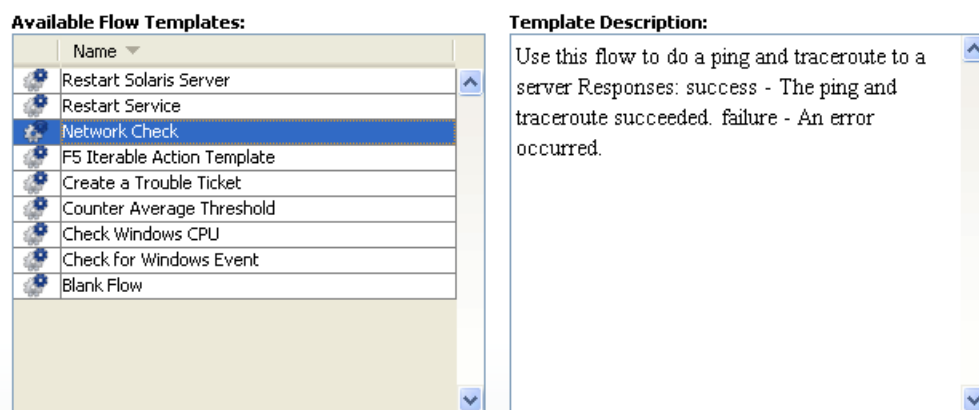 Available Flow Templates:
Name
Restart Solaris Server
Restart Service
Network Check
F5 Iterable Action Template
Create a Trouble Ticket
Counter Average Threshold
Check Windows CPU
Check for Windows Event
Blank Flow
Template Description:
Use this flow to do a ping and traceroute to a
server Responses: success - The ping and
traceroute succeeded. failure - An error
occurred.